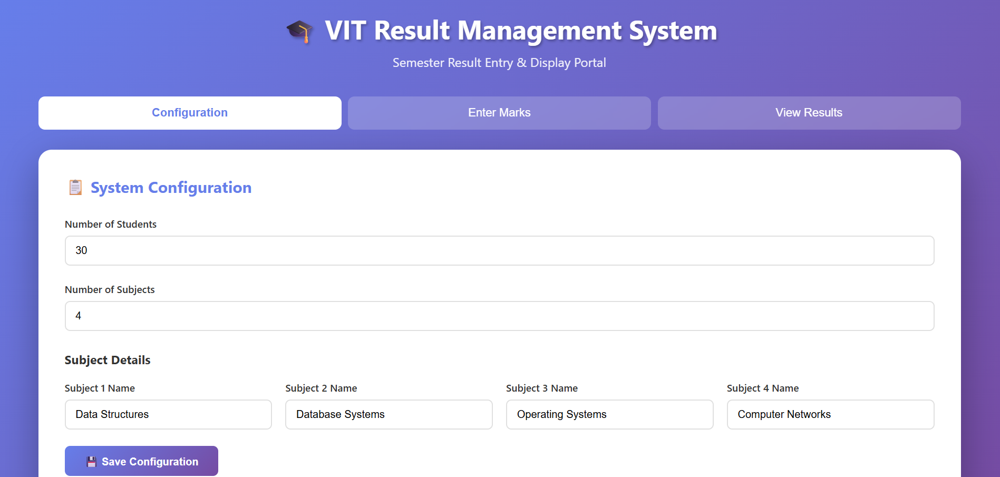 VIT Result Management System
Semester Result Entry & Display Portal
Configuration
Enter Marks
View Results
System Configuration
Number of Students
30
Number of Subjects
4
Subject Details
Subject 1 Name
Subject 2 Name
Subject 3 Name
Subject 4 Name
Data Structures
Database Systems
Operating Systems
Computer Networks
Save Configuration